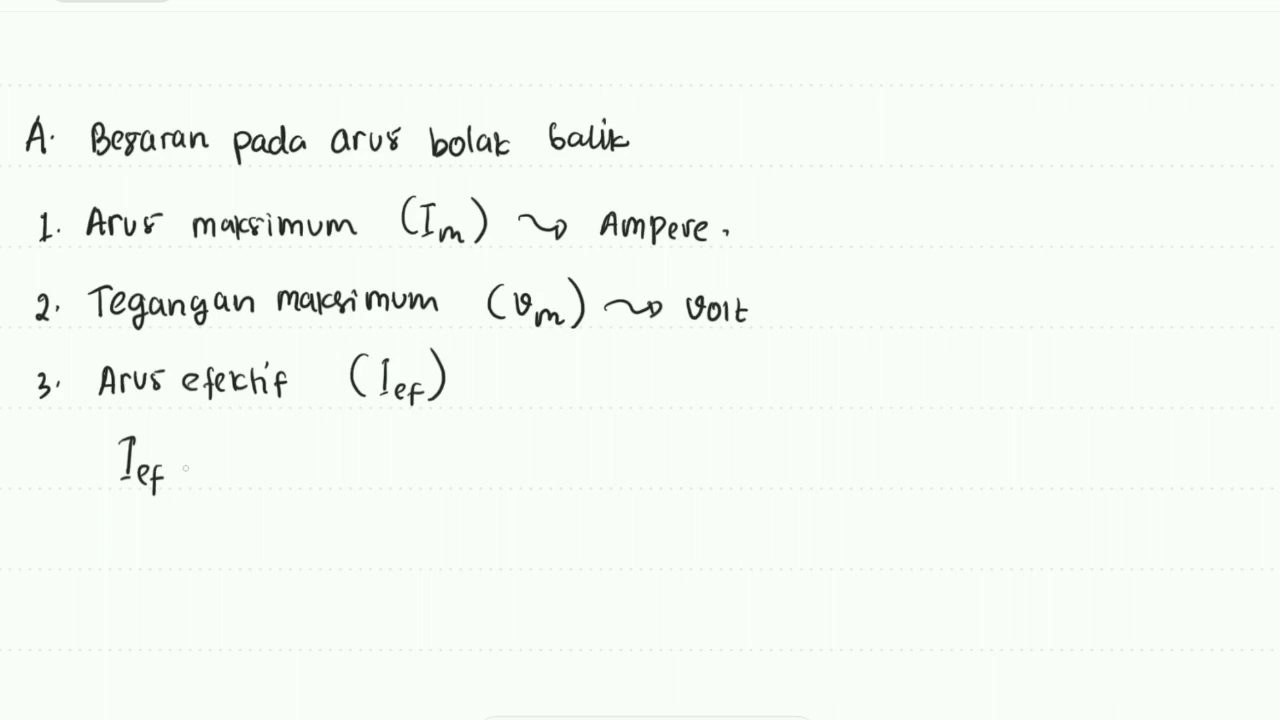 A. Besaran pada arus bolak balik
1. Arus maksimum (Im) ⤳ Ampere.
2. Tegangan maksimum (Vm) ⤳ Volt
3. Arus efektif (Ief)
Ief